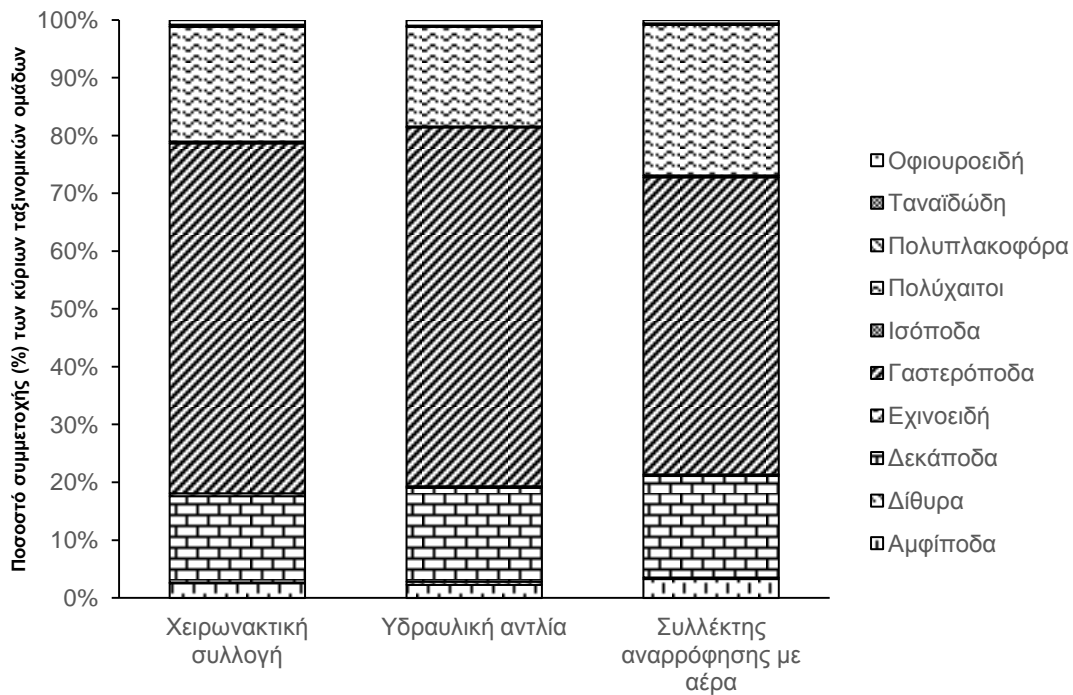 Ποσοστό συμμετοχής (%) των κύριων ταξινομικών ομάδων
100%
90%
80%
70%
60%
50%
40%
30%
20%
10%
0%
Χειρωνακτική
συλλογή
Υδραυλική αντλία
Συλλέκτης
αναρρόφησης με
αέρα
Οφιουροειδή
Ταναϊδώδη
Πολυπλακοφόρα
Πολύχαιτοι
Ισόποδα
Γαστερόποδα
Εχινοειδή
Δεκάποδα
Δίθυρα
Αμφίποδα